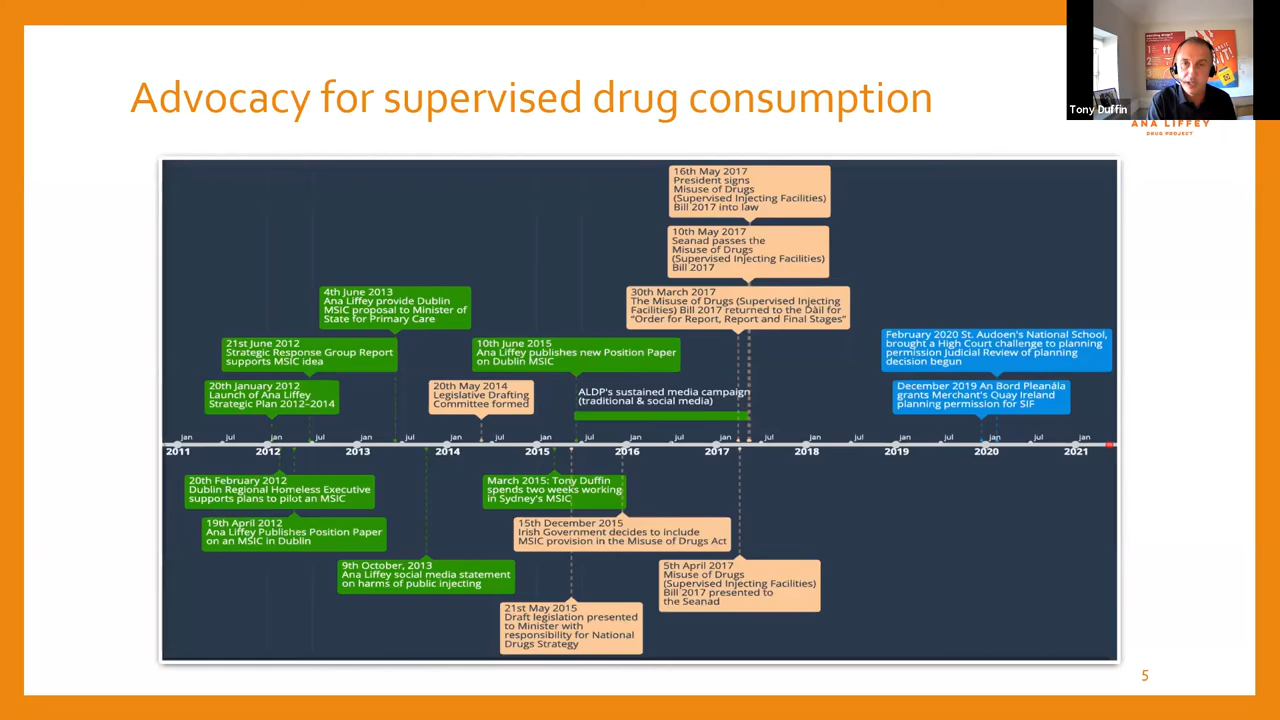 Advocacy for supervised drug consumption
Tony Duffin
ANA LIFFEY
DRUG PROJECT
16th May 2017
President signs
Misuse of Drugs
(Supervised Injecting Facilities)
Bill 2017 into law
10th May 2017
Seanad passes the
Misuse of Drugs
(Supervised Injecting Facilities)
Bill 2017
30th March 2017
The Misuse of Drugs (Supervised Injecting
Facilities) Bill 2017 returned to the Dàil for
“Order for Report, Report and Final Stages”
4th June 2013
Ana Liffey provide Dublin
MSIC proposal to Minister of
State for Primary Care
21st June 2012
Strategic Response Group Report
supports MSIC idea
10th June 2015
Ana Liffey publishes new Position Paper
on Dublin MSIC
February 2020 St. Audoen's National School,
brought a High Court challenge to planning
permission Judicial Review of planning
decision begun
20th January 2012
Launch of Ana Liffey
Strategic Plan 2012–2014
20th May 2014
Legislative Drafting
Committee formed
ALDP's sustained media campaign
(traditional & social media)
December 2019 An Bord Pleanála
grants Merchant's Quay Ireland
planning permission for SIF
jan jul jan jul jan jul jan jul jan jul jan jul jan jul jan jul jan jul jan jul jan
2011 2012 2013 2014 2015 2016 2017 2018 2019 2020 2021
20th February 2012
Dublin Regional Homeless Executive
supports plans to pilot an MSIC
March 2015: Tony Duffin
spends two weeks working
in Sydney's MSIC
19th April 2012
Ana Liffey Publishes Position Paper
on an MSIC in Dublin
15th December 2015
Irish Government decides to include
MSIC provision in the Misuse of Drugs Act
9th October, 2013
Ana Liffey social media statement
on harms of public injecting
5th April 2017
Misuse of Drugs
(Supervised Injecting Facilities)
Bill 2017 presented to
the Seanad
21st May 2015
Draft legislation presented
to Minister with
responsibility for National
Drugs Strategy
5